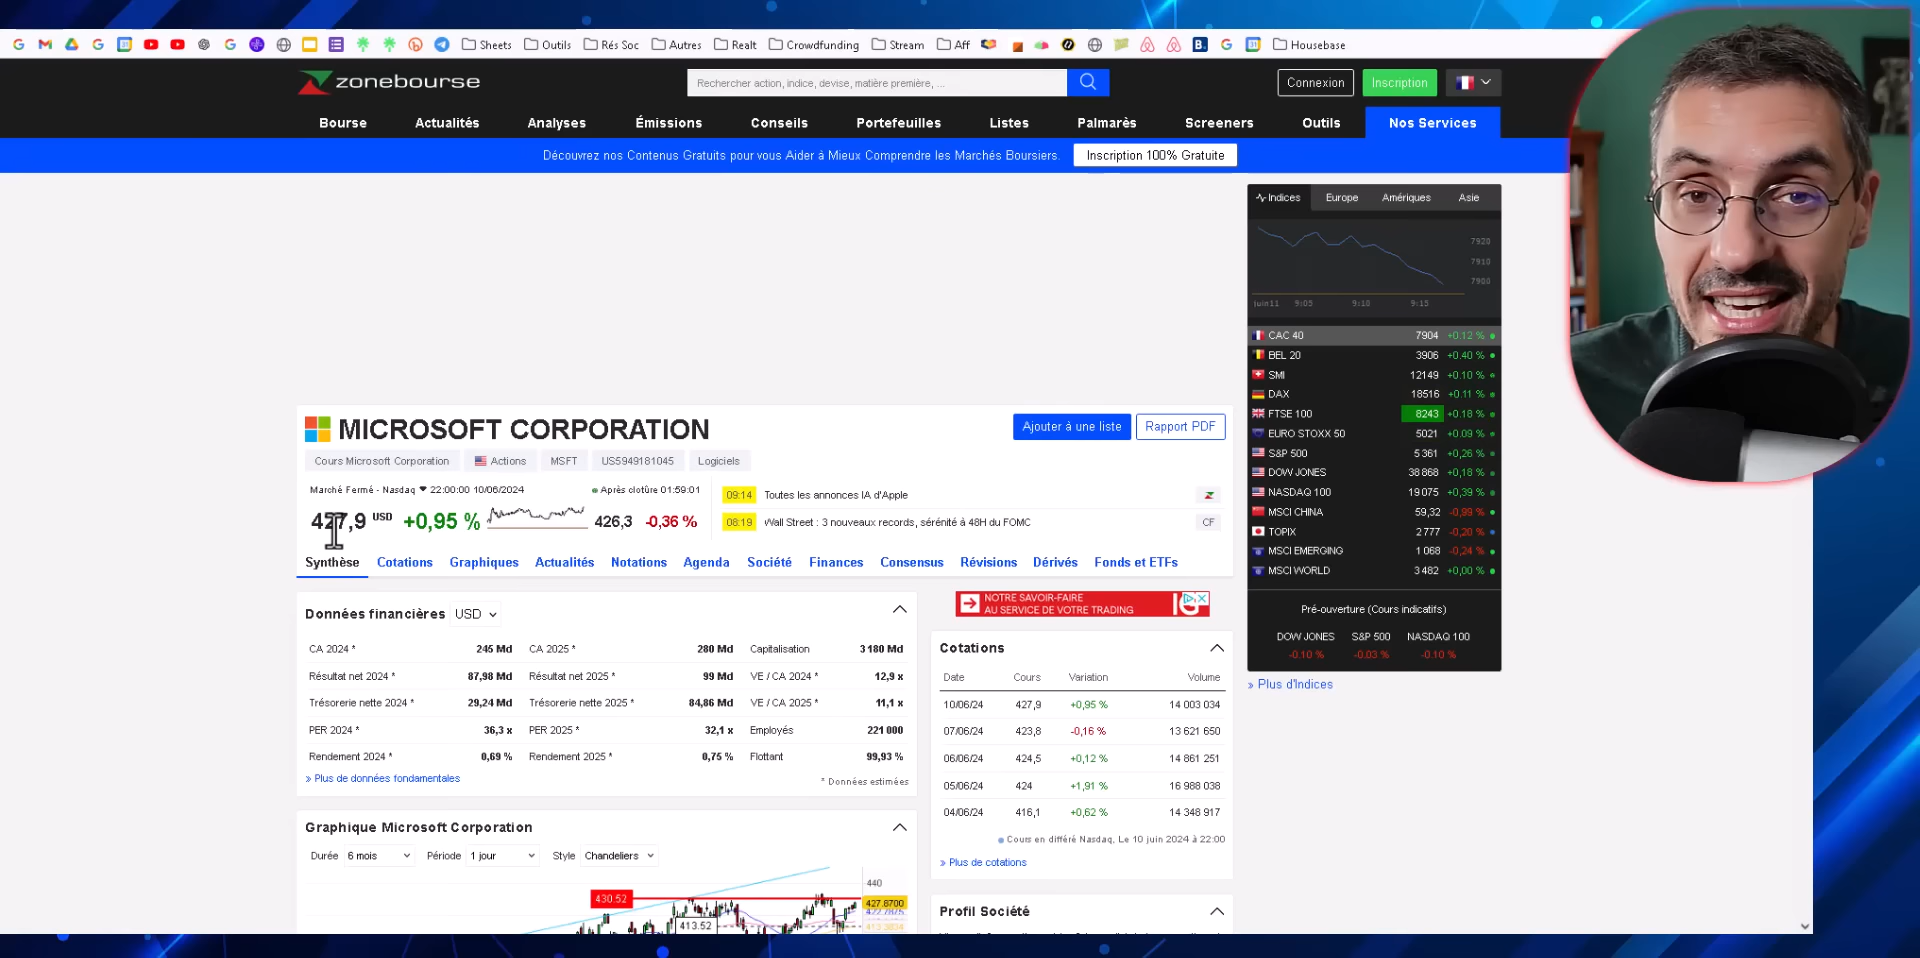 Sheets Outils Rés Soc Autres Realt Crowdfunding Stream Aff B. Housebase
zonebourse
Rechercher action, indice, devise, matière première, ...
Connexion Inscription
Bourse Actualités Analyses Émissions Conseils Portefeuilles Listes Palmarès Screeners Outils Nos Services
Découvrez nos Contenus Gratuits pour vous Aider à Mieux Comprendre les Marchés Boursiers. Inscription 100% Gratuite
MICROSOFT CORPORATION
Ajouter à une liste Rapport PDF
Cours Microsoft Corporation Actions MSFT US5949181045 Logiciels
Marché Fermé - Nasdaq 22:00:00 10/06/2024 Après clotûre 01:59:01
427,9 USD +0,95 % 426,3 -0,36 %
09:14 Toutes les annonces IA d'Apple
08:19 Wall Street : 3 nouveaux records, sérénité à 48H du FOMC CF
Synthèse Cotations Graphiques Actualités Notations Agenda Société Finances Consensus Révisions Dérivés Fonds et ETFs
Données financières USD
CA 2024 * 245 Md CA 2025 * 280 Md Capitalisation 3 180 Md
Résultat net 2024 * 87,98 Md Résultat net 2025 * 99 Md VE / CA 2024 * 12,9 x
Trésorerie nette 2024 * 29,24 Md Trésorerie nette 2025 * 84,86 Md VE / CA 2025 * 11,1 x
PER 2024 * 36,3 x PER 2025 * 32,1 x Employés 221 000
Rendement 2024 * 0,69 % Rendement 2025 * 0,75 % Flottant 99,93 %
» Plus de données fondamentales
* Données estimées
Graphique Microsoft Corporation
Durée 6 mois Période 1 jour Style Chandeliers
440
430.52
427.8700
413.52
NOTRE SAVOIR-FAIRE
AU SERVICE DE VOTRE TRADING
IG
Cotations
Date Cours Variation Volume
10/06/24 427,9 +0,95 % 14 003 034
07/06/24 423,8 -0,16 % 13 621 650
06/06/24 424,5 +0,12 % 14 861 251
05/06/24 424 +1,91 % 16 988 038
04/06/24 416,1 +0,62 % 14 348 917
Cours en différé Nasdaq, Le 10 juin 2024 à 22:00
» Plus de cotations
Profil Société
Indices Europe Amériques Asie
7920
7910
7900
juin11 9:05 9:10 9:15
CAC 40 7904 +0.12 %
BEL 20 3906 +0.40 %
SMI 12149 +0.10 %
DAX 18516 +0.11 %
FTSE 100 8243 +0.18 %
EURO STOXX 50 5021 +0.09 %
S&P 500 5 361 +0,26 %
DOW JONES 38 868 +0,18 %
NASDAQ 100 19 075 +0,39 %
MSCI CHINA 59,32 -0,99 %
TOPIX 2 777 -0,20 %
MSCI EMERGING 1 068 -0,24 %
MSCI WORLD 3 482 +0,00 %
Pré-ouverture (Cours indicatifs)
DOW JONES S&P 500 NASDAQ 100
-0.10 % -0.03 % -0.10 %
» Plus d'Indices